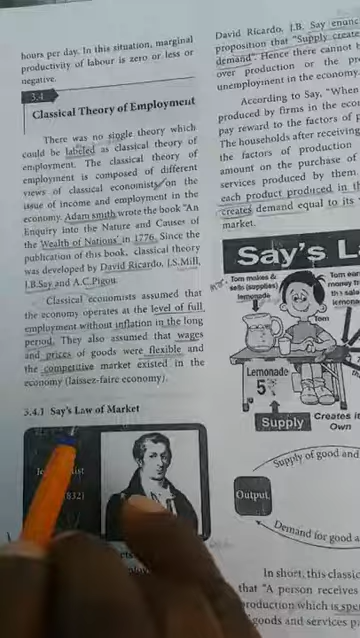 hours per day. In this situation, marginal
productivity of labour is zero or less or
negative.
3.4
Classical Theory of Employment
There was no single theory which
could be labeled as classical theory of
employment. The classical theory of
employment is composed of different
views of classical economists on the
issue of income and employment in the
economy. Adam smith wrote the book "An
Enquiry into the Nature and Causes of
the Wealth of Nations' in 1776. Since the
publication of this book, classical theory
was developed by David Ricardo, J.S.Mill,
J.B.Say and A.C.Pigou.
Classical economists assumed that
the economy operates at the level of full
employment without inflation in the long
period. They also assumed that wages
and prices of goods were flexible and
the competitive market existed in the
economy (laissez-faire economy).
3.4.1 Say's Law of Market
832)
David Ricardo, J.B. Say enunc
proposition that "Supply create
demand". Hence there cannot
over production or the pr
unemployment in the economy
According to Say, "When
produced by firms in the eco
pay reward to the factors of p
The households after receiving
the factors of production
amount on the purchase of
services produced by them.
each product produced in t
creates demand equal to its
market.
Say's L
Tom makes &
sells (supplies)
lemonade
Tom ear
money fr
the sale
lemona
Tom
Lemonade
5
Supply
Creates it
Own
Supply of good and
Output
Demand for good a
In short, this classic
that "A person receives
production which is spe
goods and services p